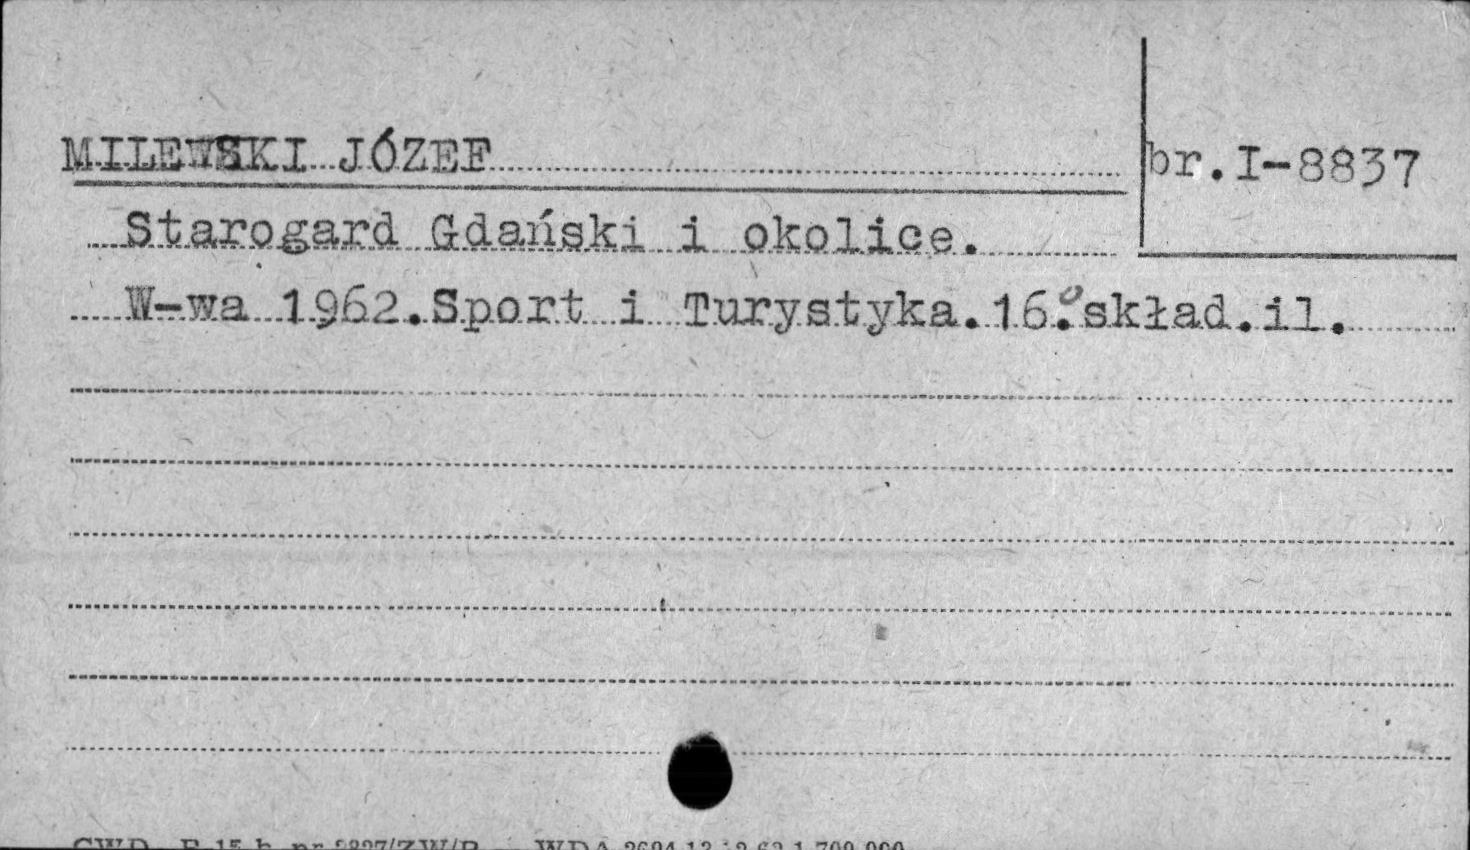 MILEWSKI JÓZEF
br.I-8837
Starogard Gdański i okolice.
W-wa 1962.Sport i Turystyka.16°.skład.il.